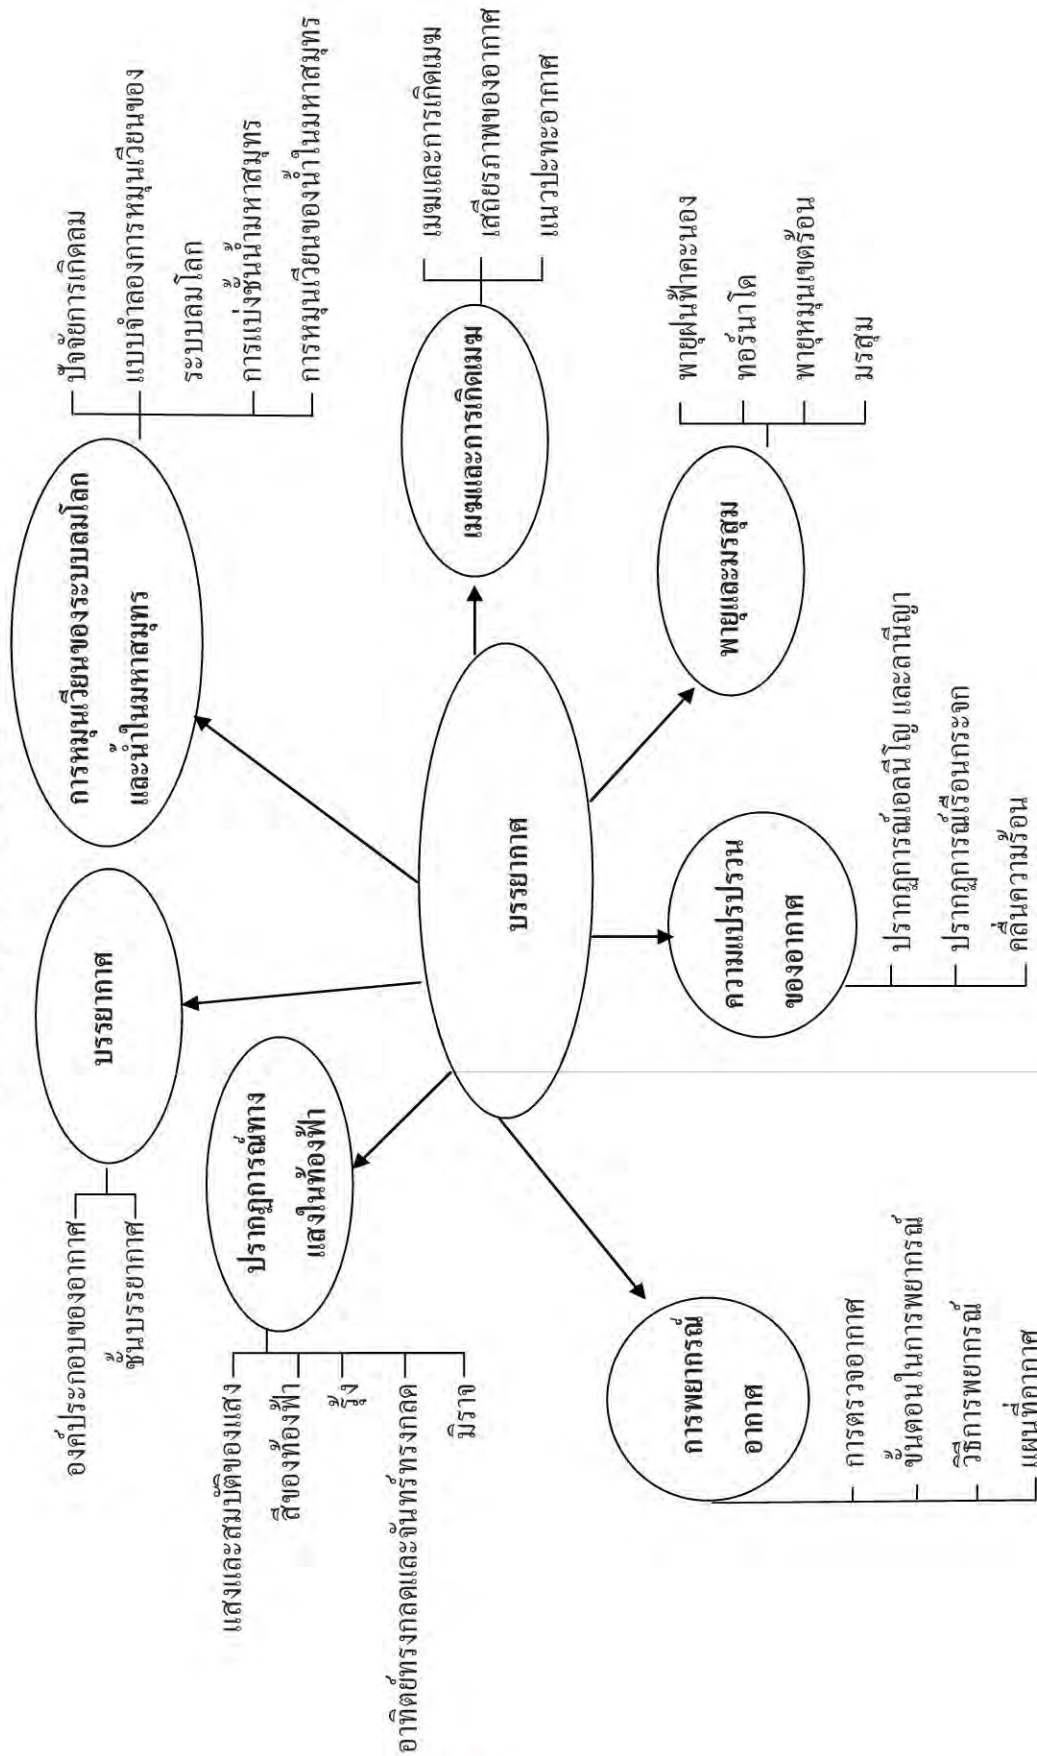 องค์ประกอบของอากาศ
ชั้นบรรยากาศ
บรรยากาศ
การหมุนเวียนของระบบลมโลก
และน้ำในมหาสมุทร
ปัจจัยการเกิดลม
แบบจำลองการหมุนเวียนของ
ระบบลมโลก
การแบ่งชั้นน้ำมหาสมุทร
การหมุนเวียนของน้ำในมหาสมุทร
ปรากฏการณ์ทาง
แสงในท้องฟ้า
แสงและสมบัติของแสง
สีของท้องฟ้า
รุ้ง
อาทิตย์ทรงกลดและจันทร์ทรงกลด
มิราจ
บรรยากาศ
เมฆและการเกิดเมฆ
เมฆและการเกิดเมฆ
เสถียรภาพของอากาศ
แนวปะทะอากาศ
การพยากรณ์
อากาศ
การตรวจอากาศ
ขั้นตอนในการพยากรณ์
วิธีการพยากรณ์
แผนที่อากาศ
ความแปรปรวน
ของอากาศ
ปรากฏการณ์เอลนีโญ และลานีญา
ปรากฏการณ์เรือนกระจก
คลื่นความร้อน
พายุและมรสุม
พายุฝนฟ้าคะนอง
ทอร์นาโด
พายุหมุนเขตร้อน
มรสุม